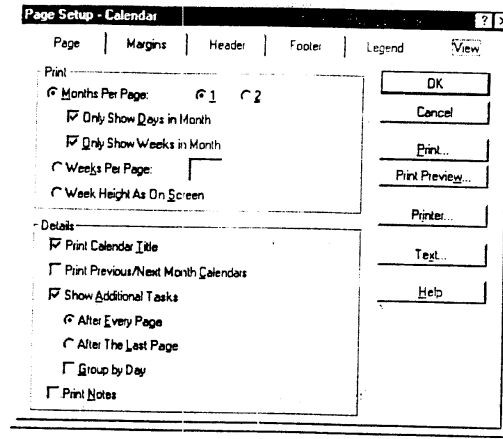 Page Setup - Calendar ? X
Page Margins Header Footer Legend View
Print
Months Per Page: 1 2
Only Show Days in Month
Only Show Weeks in Month
Weeks Per Page:
Week Height As On Screen
Details
Print Calendar Title
Print Previous/Next Month Calendars
Show Additional Tasks
After Every Page
After The Last Page
Group by Day
Print Notes
OK
Cancel
Print...
Print Preview...
Printer...
Text...
Help